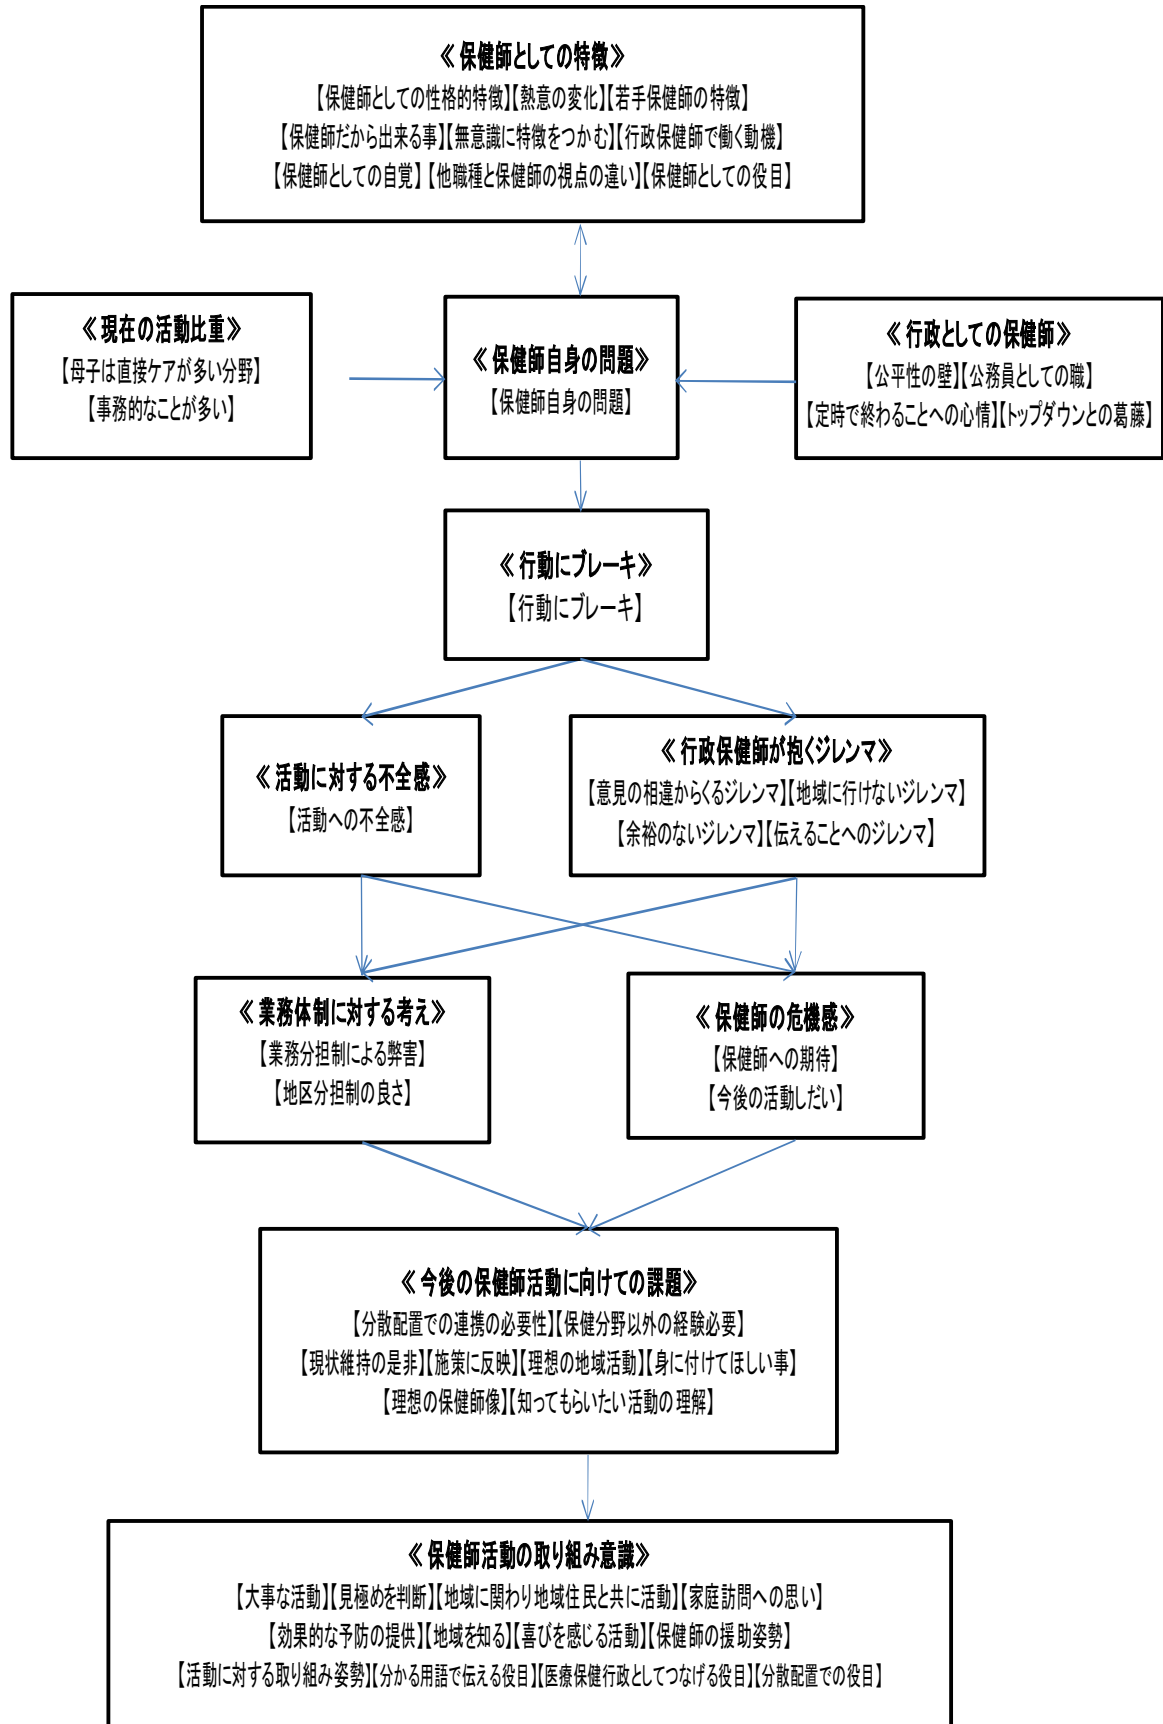 《 保健師としての特徴》
【保健師としての性格的特徴】【熱意の変化】【若手保健師の特徴】
【保健師だから出来る事】【無意識に特徴をつかむ】【行政保健師で働く動機】
【保健師としての自覚】【他職種と保健師の視点の違い】【保健師としての役目】
《 現在の活動比重》
【母子は直接ケアが多い分野】
【事務的なことが多い】
《 保健師自身の問題》
【保健師自身の問題】
《 行政としての保健師》
【公平性の壁】【公務員としての職】
【定時で終わることへの心情】【トップダウンとの葛藤】
《 行動にブレーキ》
【行動にブレーキ】
《 活動に対する不全感》
【活動への不全感】
《 行政保健師が抱くジレンマ》
【意見の相違からくるジレンマ】【地域に行けないジレンマ】
【余裕のないジレンマ】【伝えることへのジレンマ】
《 業務体制に対する考え》
【業務分担制による弊害】
【地区分担制の良さ】
《 保健師の危機感》
【保健師への期待】
【今後の活動しだい】
《 今後の保健師活動に向けての課題》
【分散配置での連携の必要性】【保健分野以外の経験必要】
【現状維持の是非】【施策に反映】【理想の地域活動】【身に付けてほしい事】
【理想の保健師像】【知ってもらいたい活動の理解】
《 保健師活動の取り組み意識》
【大事な活動】【見極めを判断】【地域に関わり地域住民と共に活動】【家庭訪問への思い】
【効果的な予防の提供】【地域を知る】【喜びを感じる活動】【保健師の援助姿勢】
【活動に対する取り組み姿勢】【分かる用語で伝える役目】【医療保健行政としてつなげる役目】【分散配置での役目】